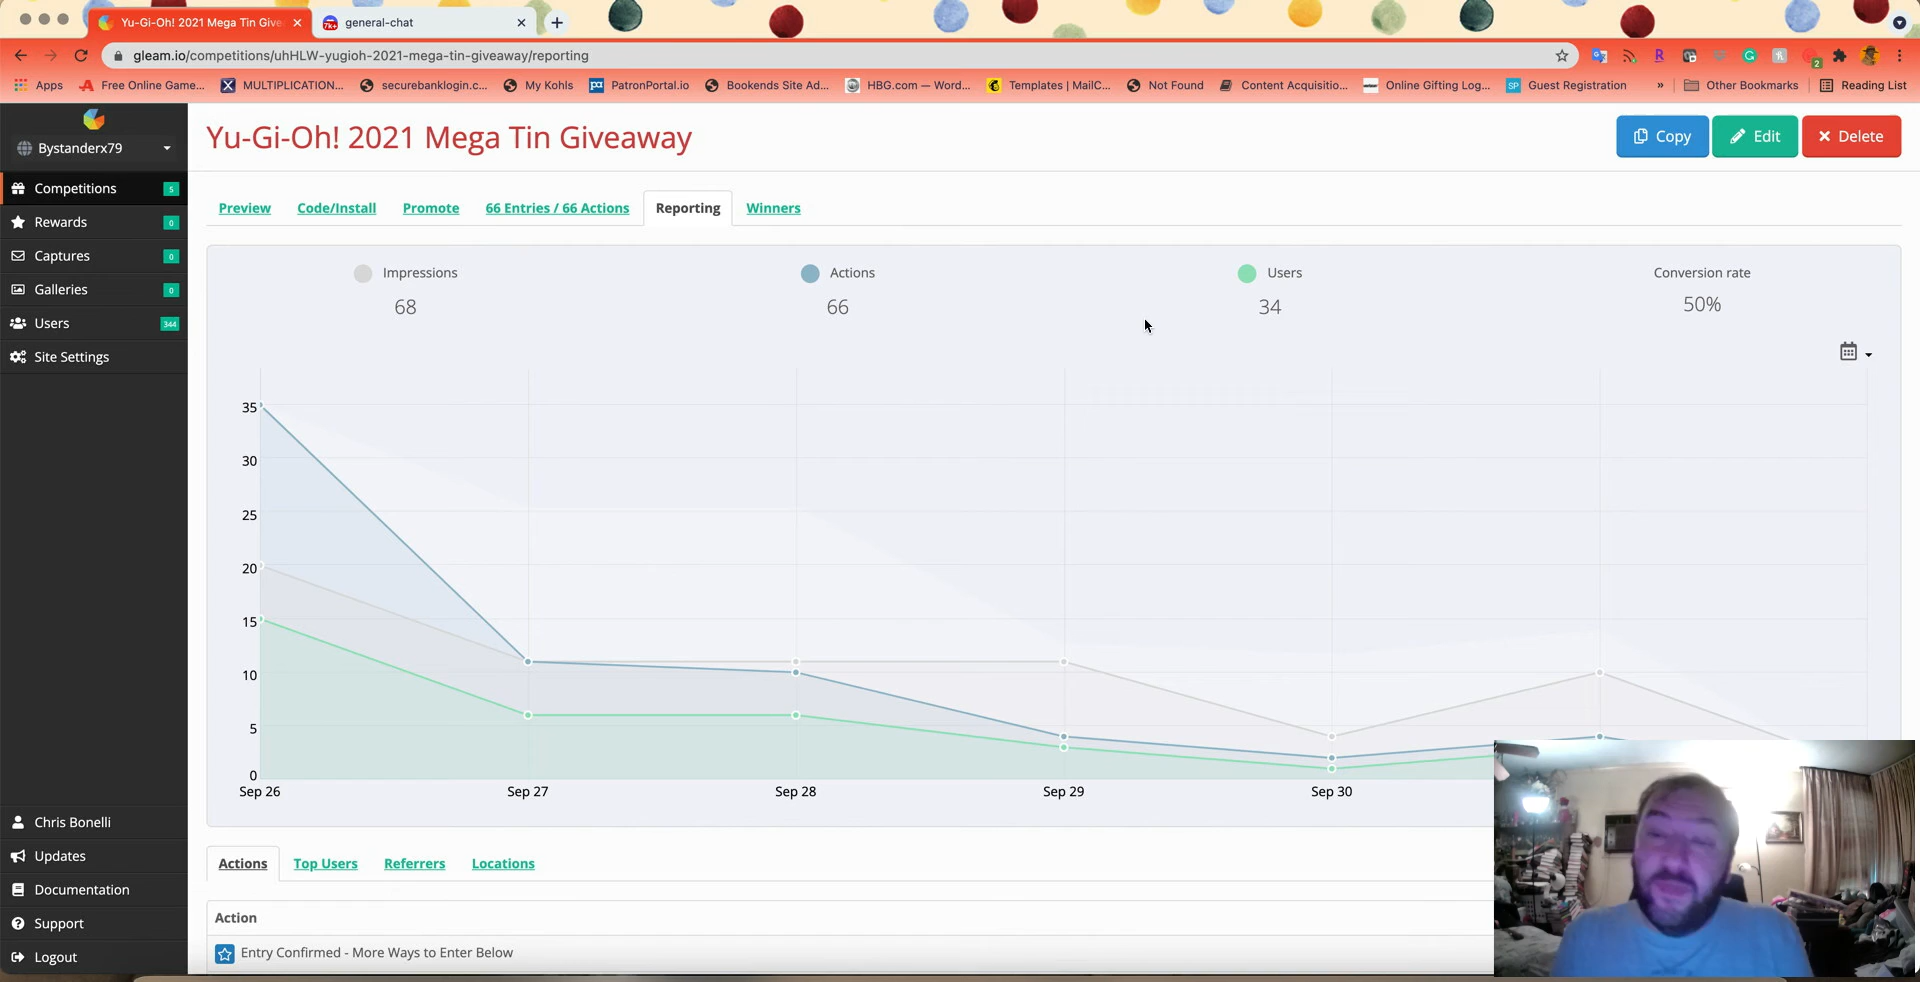 Yu-Gi-Oh! 2021 Mega Tin Give
general-chat
gleam.io/competitions/uhHLW-yugioh-2021-mega-tin-giveaway/reporting
Apps
Free Online Game...
MULTIPLICATION...
securebanklogin.c...
My Kohls
PatronPortal.io
Bookends Site Ad...
HBG.com — Word...
Templates | MailC...
Not Found
Content Acquisitio...
Online Gifting Log...
SP Guest Registration
»
Other Bookmarks
Reading List
Bystanderx79
Competitions 5
Rewards 0
Captures 0
Galleries 0
Users 344
Site Settings
Chris Bonelli
Updates
Documentation
Support
Logout
Yu-Gi-Oh! 2021 Mega Tin Giveaway
Copy
Edit
Delete
Preview
Code/Install
Promote
66 Entries / 66 Actions
Reporting
Winners
Impressions
68
Actions
66
Users
34
Conversion rate
50%
35
30
25
20
15
10
5
0
Sep 26
Sep 27
Sep 28
Sep 29
Sep 30
Actions
Top Users
Referrers
Locations
Action
Entry Confirmed - More Ways to Enter Below